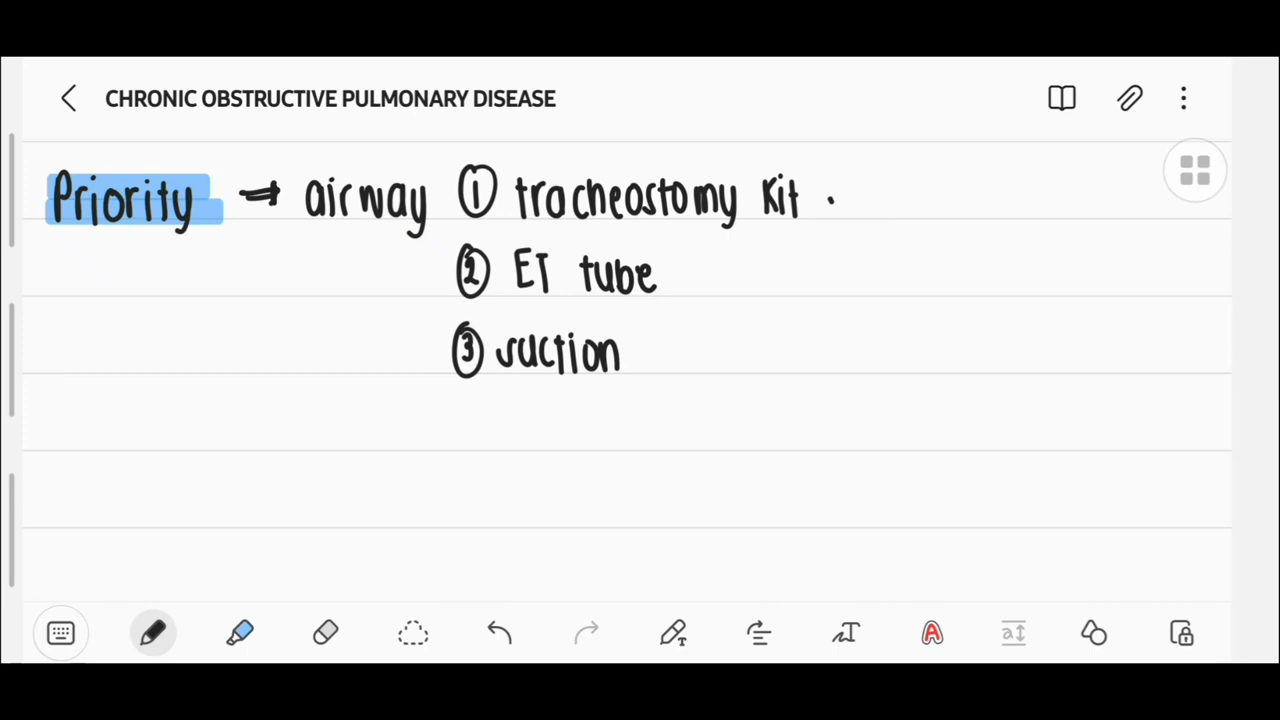 CHRONIC OBSTRUCTIVE PULMONARY DISEASE
Priority → airway ① tracheostomy Kit .
② ET tube
③ suction